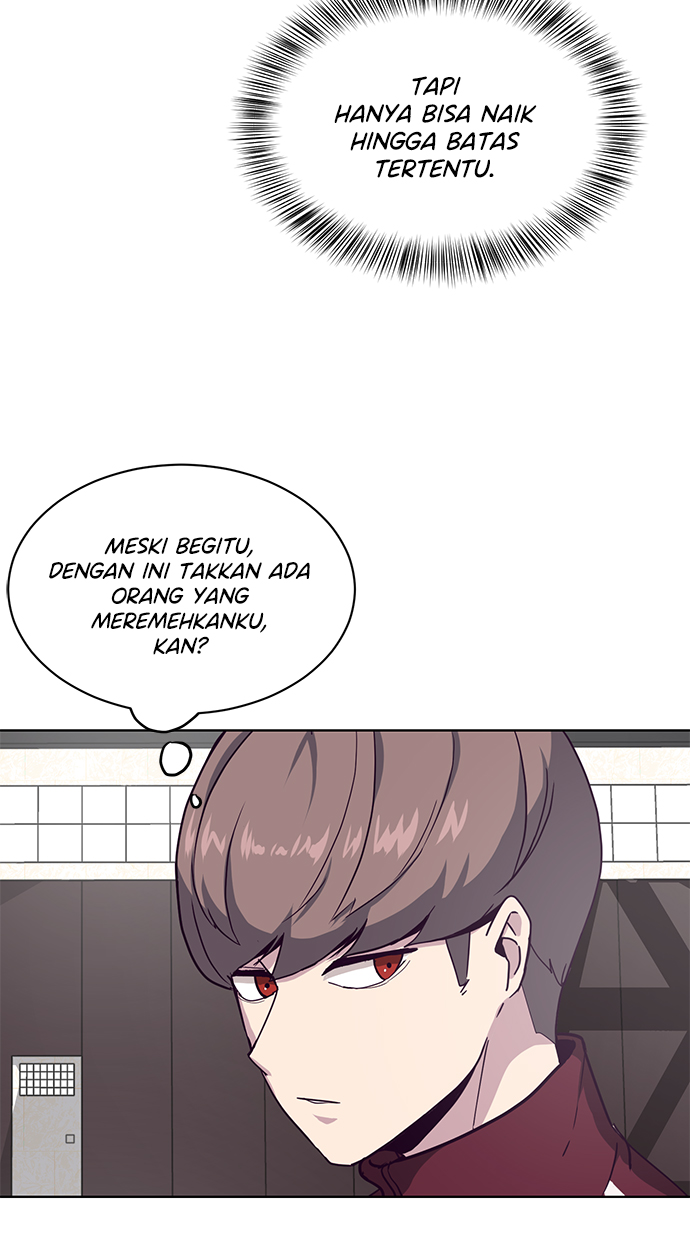 TAPI
HANYA BISA NAIK
HINGGA BATAS
TERTENTU.
MESKI BEGITU,
DENGAN INI TAKKAN ADA
ORANG YANG
MEREMEHKANKU,
KAN?